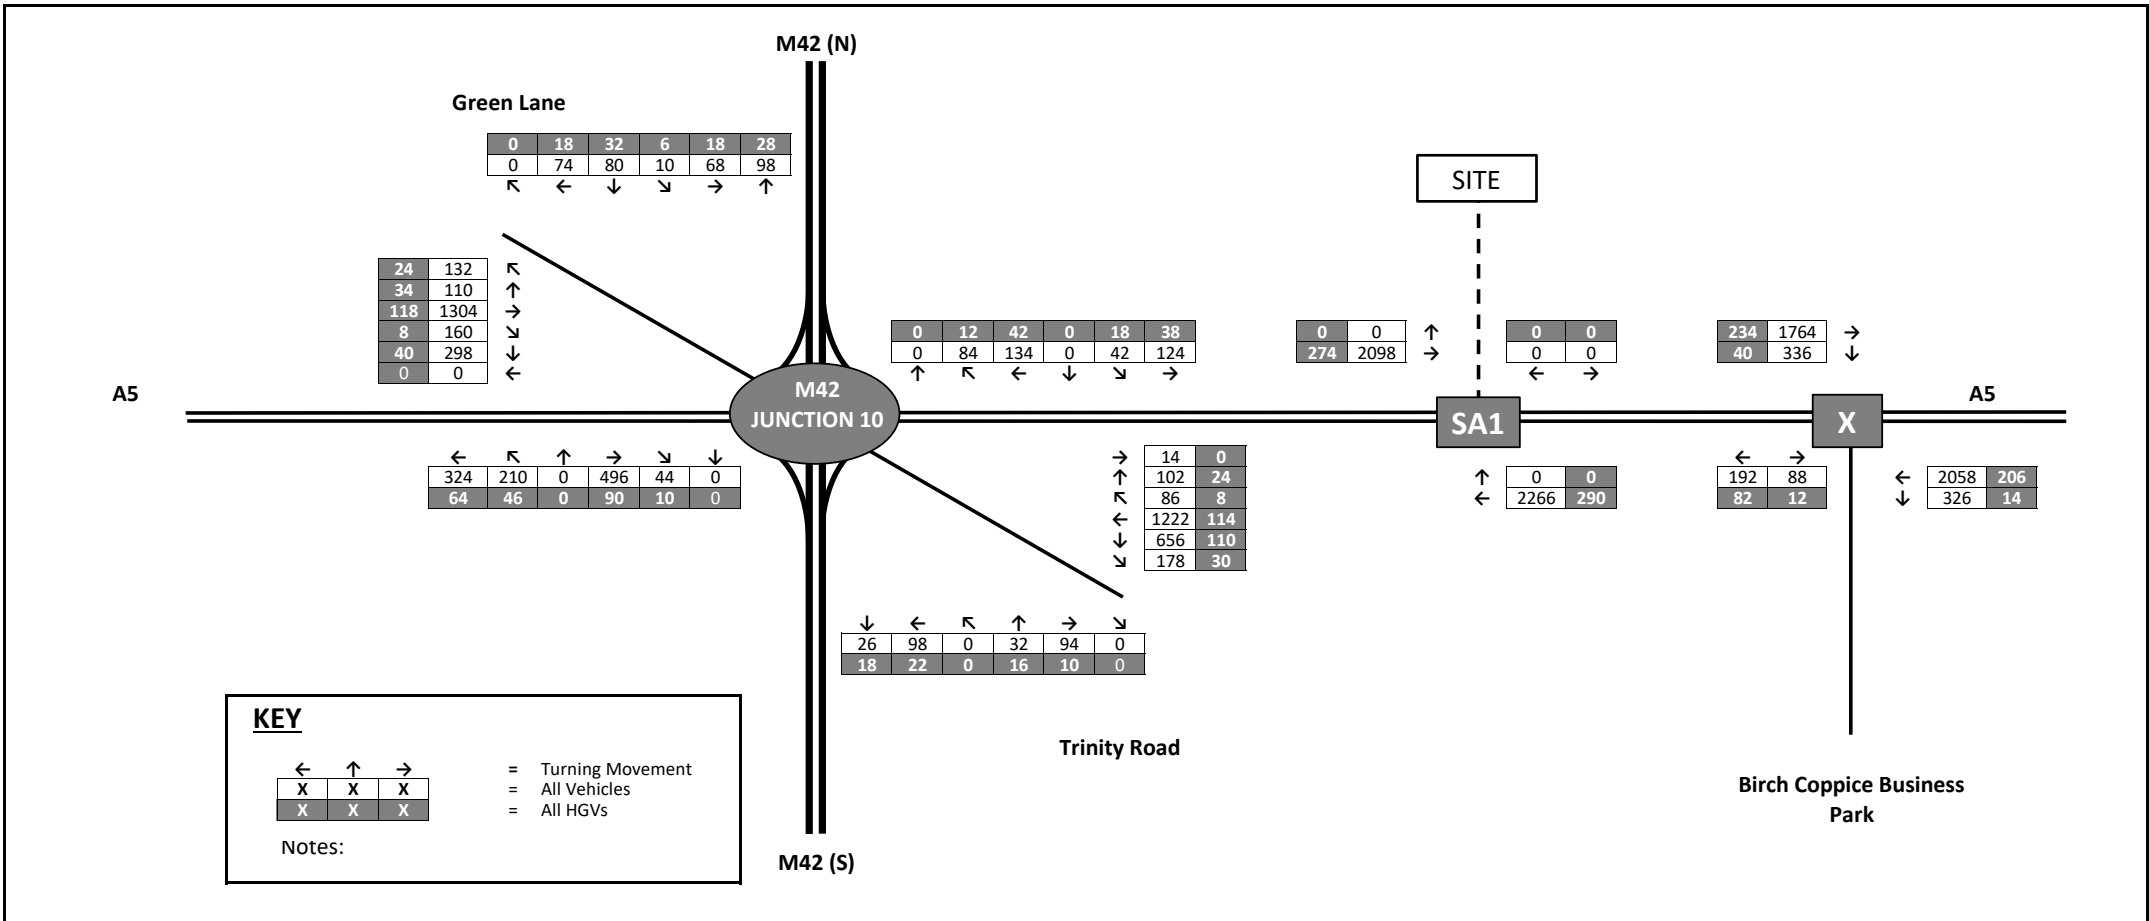 M42 (N)
Green Lane
0 18 32 6 18 28
0 74 80 10 68 98
↖ ← ↓ ↘ → ↑
SITE
24 132 ↖
34 110 ↑
118 1304 →
8 160 ↘
40 298 ↓
0 0 ←
0 12 42 0 18 38
0 84 134 0 42 124
↑ ↖ ← ↓ ↘ →
0 0 ↑
274 2098 →
0 0
0 0
← →
234 1764 →
40 336 ↓
A5
M42
JUNCTION 10
SA1
X
A5
← ↖ ↑ → ↘ ↓
324 210 0 496 44 0
64 46 0 90 10 0
→ 14 0
↑ 102 24
↖ 86 8
← 1222 114
↓ 656 110
↘ 178 30
↑ 0 0
← 2266 290
← →
192 88
82 12
← 2058 206
↓ 326 14
↓ ← ↖ ↑ → ↘
26 98 0 32 94 0
18 22 0 16 10 0
KEY
← ↑ → = Turning Movement
X X X = All Vehicles
X X X = All HGVs
Notes:
Trinity Road
Birch Coppice Business
Park
M42 (S)